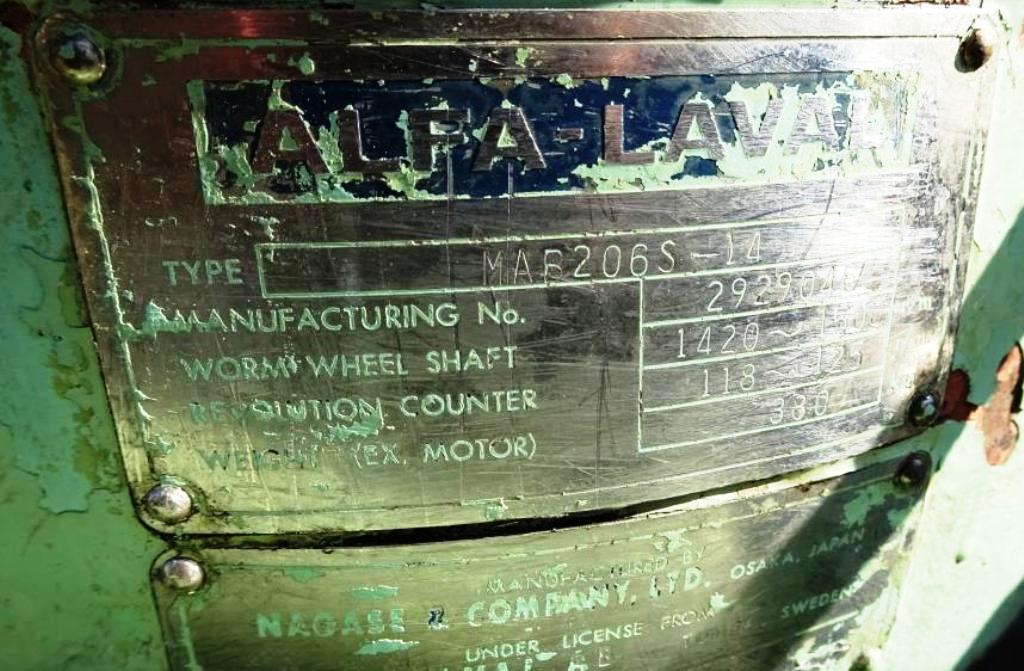 ALFA-LAVAL
TYPE MAB206S-14
MANUFACTURING No.
WORM WHEEL SHAFT 1420~
REVOLUTION COUNTER 118~
WEIGHT (EX. MOTOR) 380
MANUFACTURED BY
NAGASE & COMPANY, LTD. OSAKA, JAPAN
UNDER LICENSE FROM SWEDEN